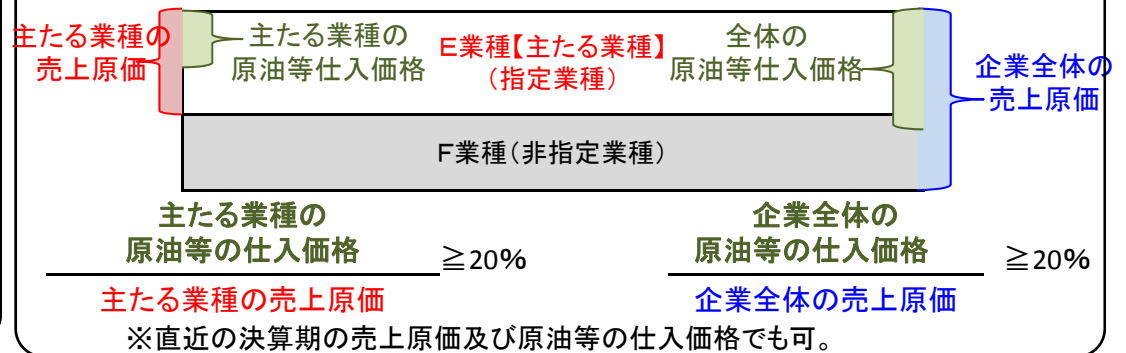 主たる業種の
売上原価
主たる業種の
原油等仕入価格
E業種【主たる業種】
(指定業種)
全体の
原油等仕入価格
企業全体の
売上原価
F業種(非指定業種)
主たる業種の
原油等の仕入価格
主たる業種の売上原価
≧20%
企業全体の
原油等の仕入価格
企業全体の売上原価
≧20%
※直近の決算期の売上原価及び原油等の仕入価格でも可。